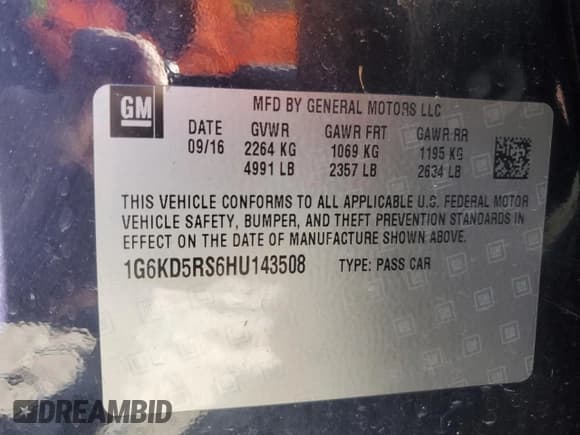 GM
MFD BY GENERAL MOTORS LLC
DATE GVWR GAWR FRT GAWR RR
09/16 2264 KG 1069 KG 1195 KG
4991 LB 2357 LB 2634 LB
THIS VEHICLE CONFORMS TO ALL APPLICABLE U.S. FEDERAL MOTOR
VEHICLE SAFETY, BUMPER, AND THEFT PREVENTION STANDARDS IN
EFFECT ON THE DATE OF MANUFACTURE SHOWN ABOVE.
1G6KD5RS6HU143508 TYPE: PASS CAR
DREAMBID